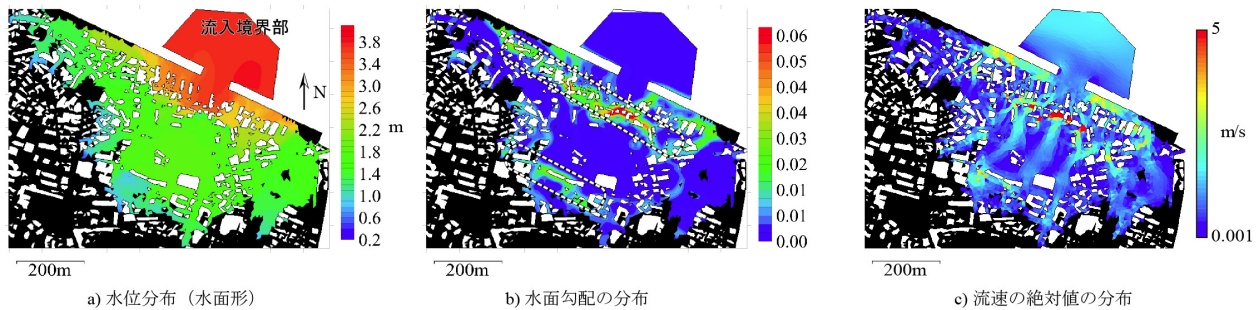 流入境界部
N
3.8
3.4
3.0
2.6
2.2
1.8
1.4
1.0
0.6
0.2
m
200m
a) 水位分布（水面形）
0.06
0.05
0.04
0.04
0.03
0.02
0.01
0.01
0.00
200m
b) 水面勾配の分布
5
m/s
0.001
200m
c) 流速の絶対値の分布